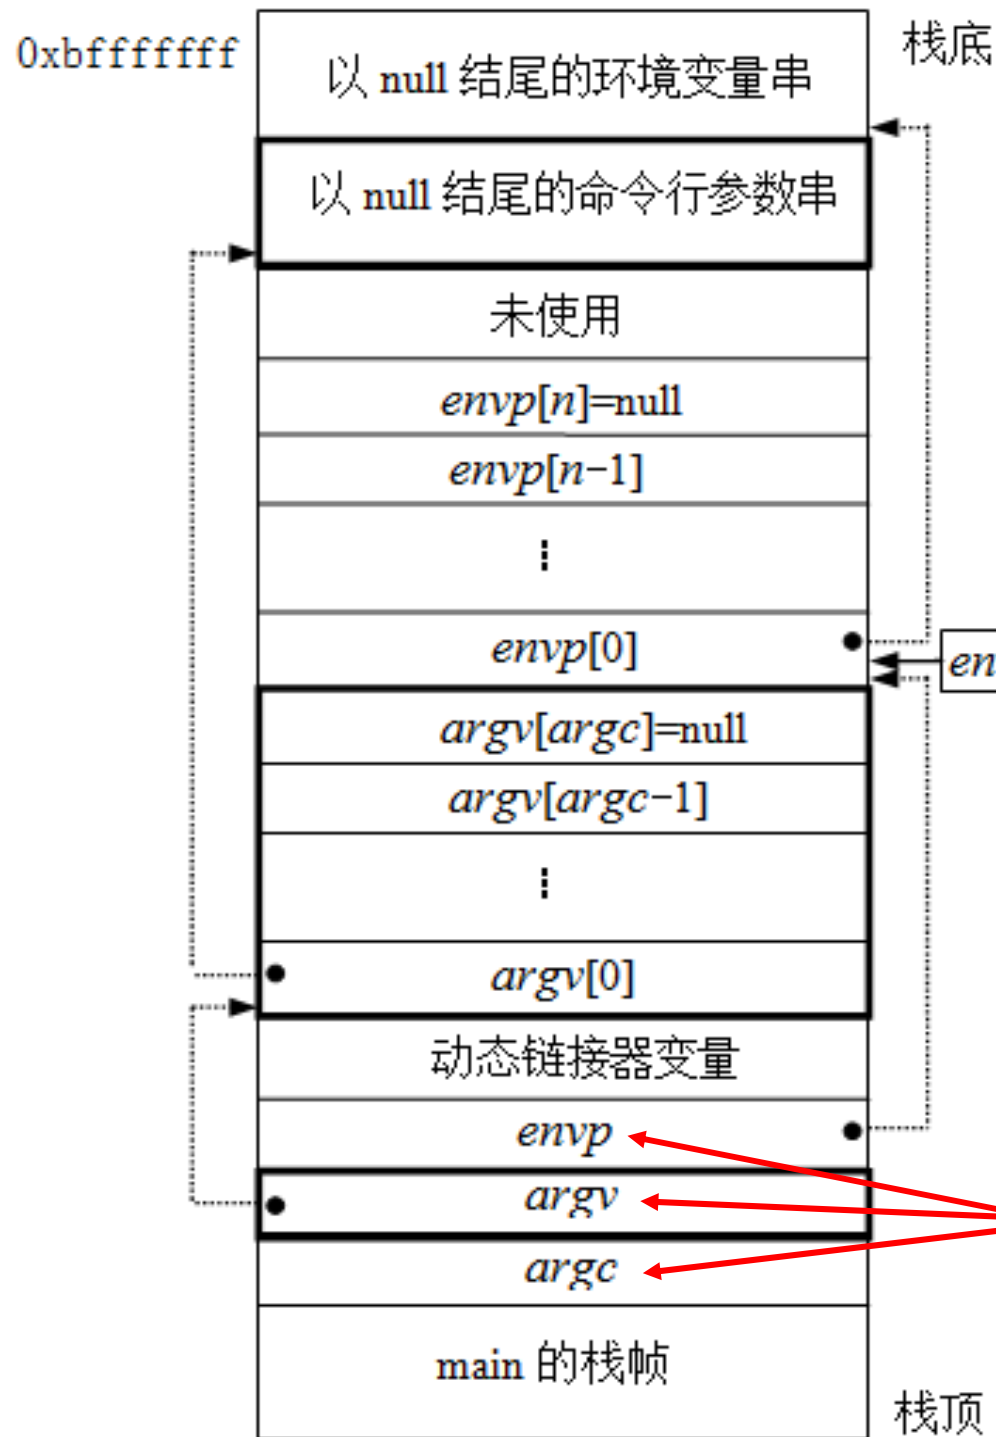 0xbfffffff
栈底
以 null 结尾的环境变量串
以 null 结尾的命令行参数串
未使用
envp[n]=null
envp[n−1]
envp[0]
en
argv[argc]=null
argv[argc−1]
argv[0]
动态链接器变量
envp
argv
argc
main 的栈帧
栈顶